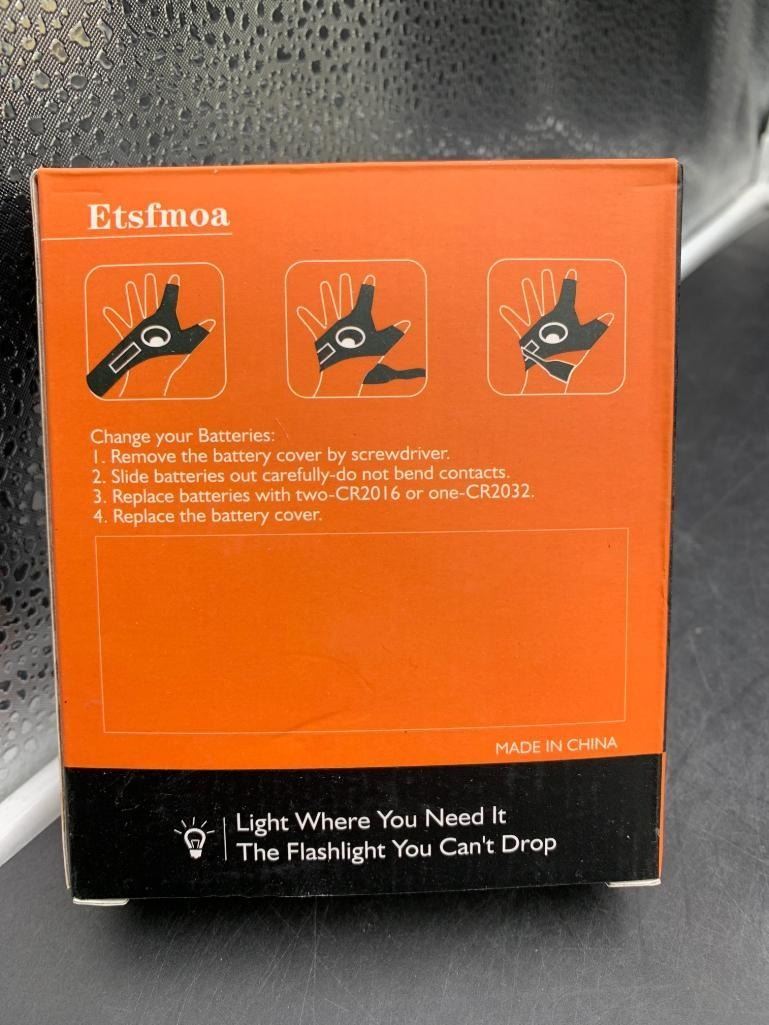 Etsfmoa
Change your Batteries:
1. Remove the battery cover by screwdriver.
2. Slide batteries out carefully-do not bend contacts.
3. Replace batteries with two-CR2016 or one-CR2032.
4. Replace the battery cover.
MADE IN CHINA
Light Where You Need It
The Flashlight You Can't Drop